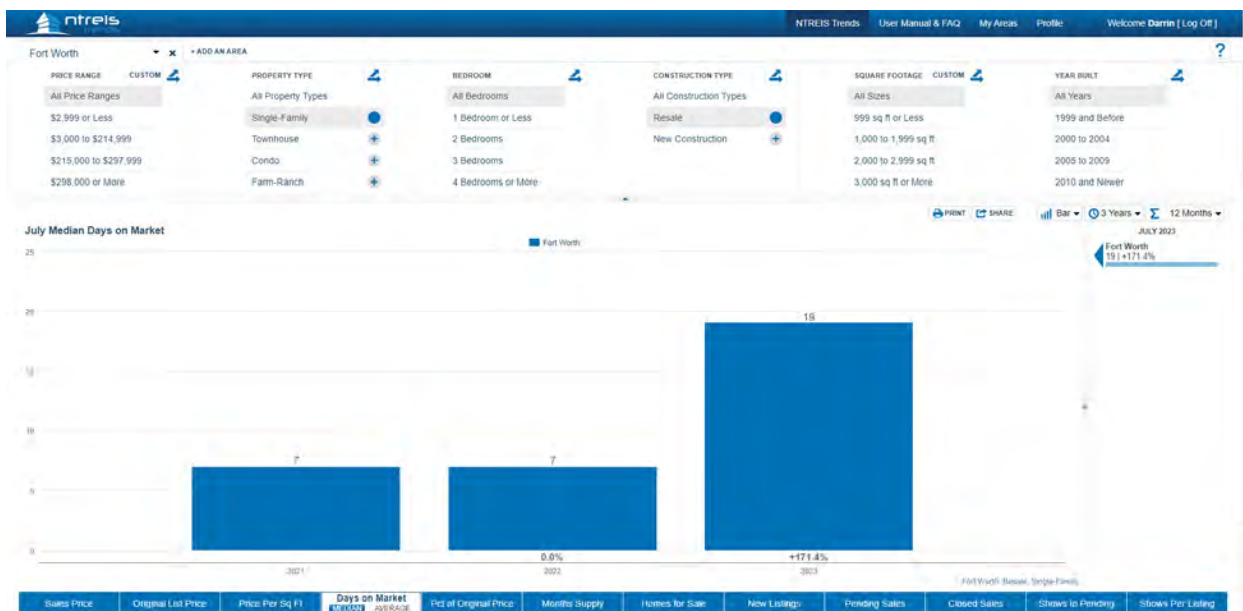 ntreis
trends
NTREIS Trends User Manual & FAQ My Areas Profile Welcome Darrin [ Log Off ]
Fort Worth x + ADD AN AREA ?
PRICE RANGE CUSTOM PROPERTY TYPE BEDROOM CONSTRUCTION TYPE SQUARE FOOTAGE CUSTOM YEAR BUILT
All Price Ranges All Property Types All Bedrooms All Construction Types All Sizes All Years
$2,999 or Less Single-Family 1 Bedroom or Less Resale 999 sq ft or Less 1999 and Before
$3,000 to $214,999 Townhouse 2 Bedrooms New Construction 1,000 to 1,999 sq ft 2000 to 2004
$215,000 to $297,999 Condo 3 Bedrooms 2,000 to 2,999 sq ft 2005 to 2009
$298,000 or More Farm-Ranch 4 Bedrooms or More 3,000 sq ft or More 2010 and Newer
PRINT SHARE Bar 3 Years Σ 12 Months
July Median Days on Market
JULY 2023
Fort Worth
Fort Worth
19 | +171.4%
25
20
19
15
10
7 7
5
0
0.0% +171.4%
2021 2022 2023
Fort Worth: Resale, Single-Family
Sales Price Original List Price Price Per Sq Ft Days on Market Pct of Original Price Months Supply Homes for Sale New Listings Pending Sales Closed Sales Shows to Pending Shows Per Listing
MEDIAN AVERAGE